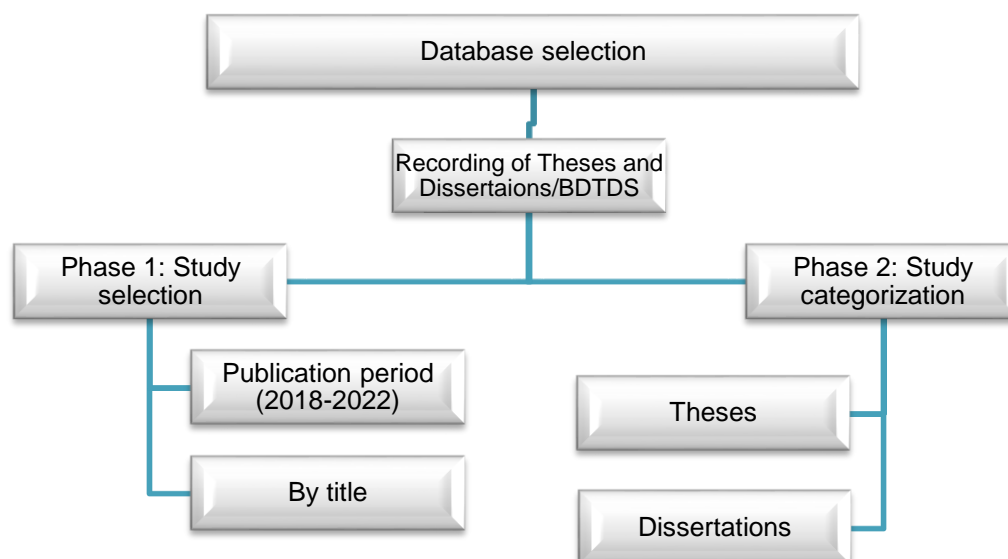 Database selection
Recording of Theses and
Dissertaions/BDTDS
Phase 1: Study
selection
Publication period
(2018-2022)
By title
Phase 2: Study
categorization
Theses
Dissertations